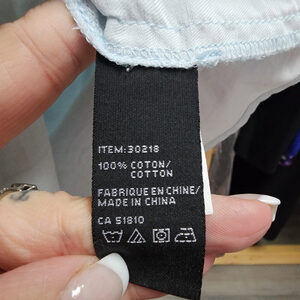 ITEM:30218
100% COTON/
COTTON
FABRIQUE EN CHINE/
MADE IN CHINA
CA 51810